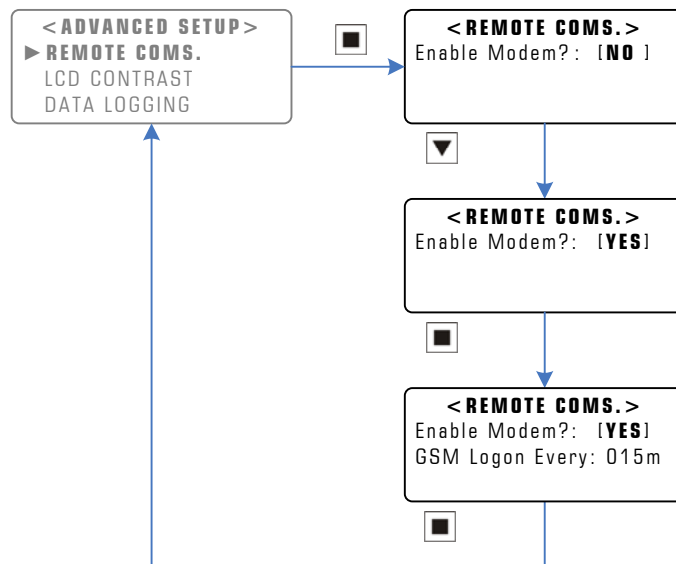 <ADVANCED SETUP>
►REMOTE COMS.
LCD CONTRAST
DATA LOGGING
<REMOTE COMS.>
Enable Modem?: [NO ]
<REMOTE COMS.>
Enable Modem?: [YES]
<REMOTE COMS.>
Enable Modem?: [YES]
GSM Logon Every: 015m